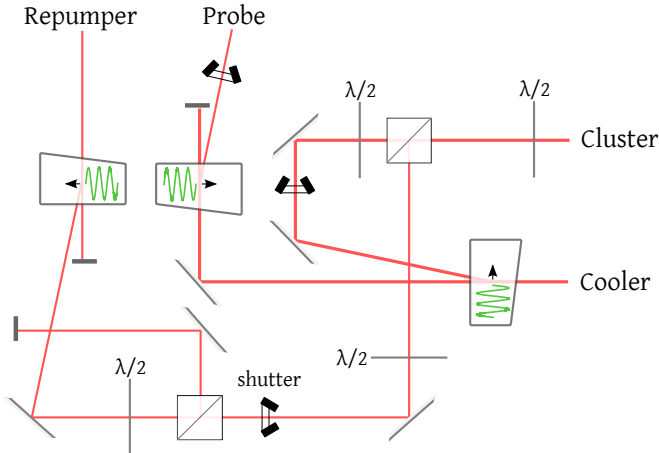 Repumper
Probe
λ/2
λ/2
Cluster
Cooler
λ/2
λ/2
shutter